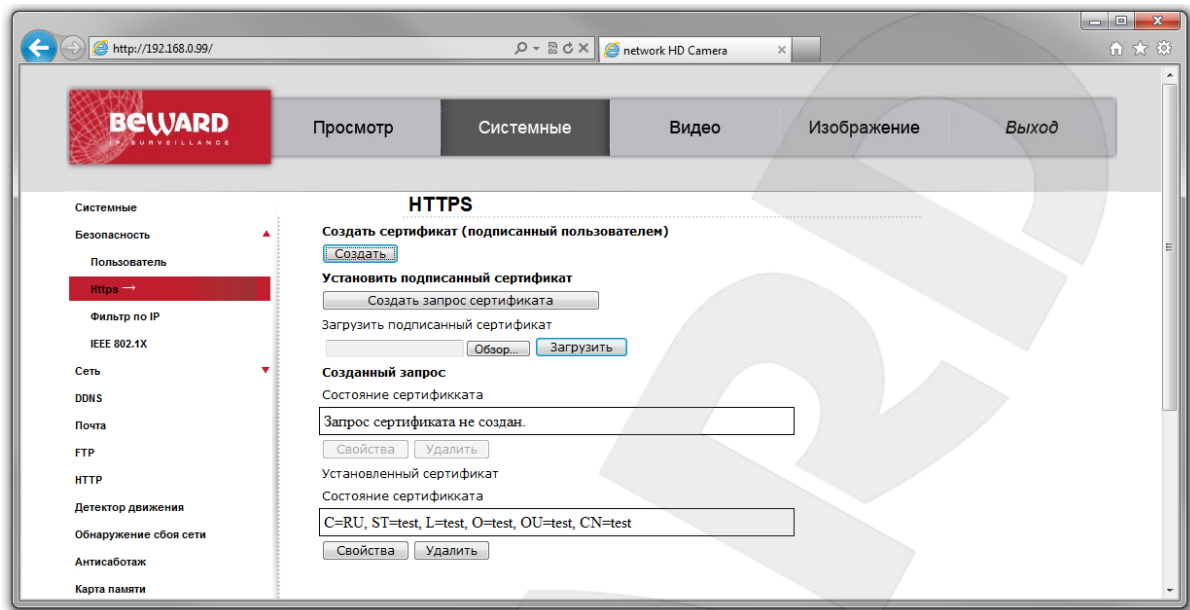 http://192.168.0.99/
network HD Camera
BEWARD
IP SURVEILLANCE
Просмотр Системные Видео Изображение Выход
Системные
Безопасность
Пользователь
Https →
Фильтр по IP
IEEE 802.1X
Сеть
DDNS
Почта
FTP
HTTP
Детектор движения
Обнаружение сбоя сети
Антисаботаж
Карта памяти
HTTPS
Создать сертификат (подписанный пользователем)
Создать
Установить подписанный сертификат
Создать запрос сертификата
Загрузить подписанный сертификат
Обзор... Загрузить
Созданный запрос
Состояние сертификката
Запрос сертификата не создан.
Свойства Удалить
Установленный сертификат
Состояние сертификката
C=RU, ST=test, L=test, O=test, OU=test, CN=test
Свойства Удалить